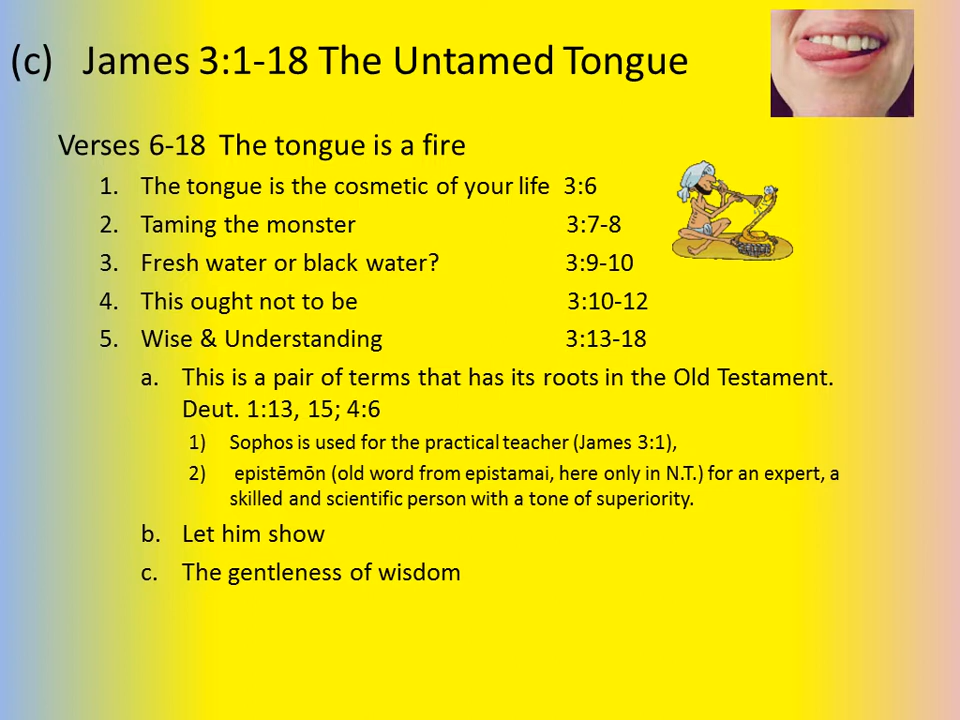 (c) James 3:1-18 The Untamed Tongue
Verses 6-18 The tongue is a fire
1. The tongue is the cosmetic of your life 3:6
2. Taming the monster 3:7-8
3. Fresh water or black water? 3:9-10
4. This ought not to be 3:10-12
5. Wise & Understanding 3:13-18
a. This is a pair of terms that has its roots in the Old Testament.
Deut. 1:13, 15; 4:6
1) Sophos is used for the practical teacher (James 3:1),
2) epistēmōn (old word from epistamai, here only in N.T.) for an expert, a
skilled and scientific person with a tone of superiority.
b. Let him show
c. The gentleness of wisdom